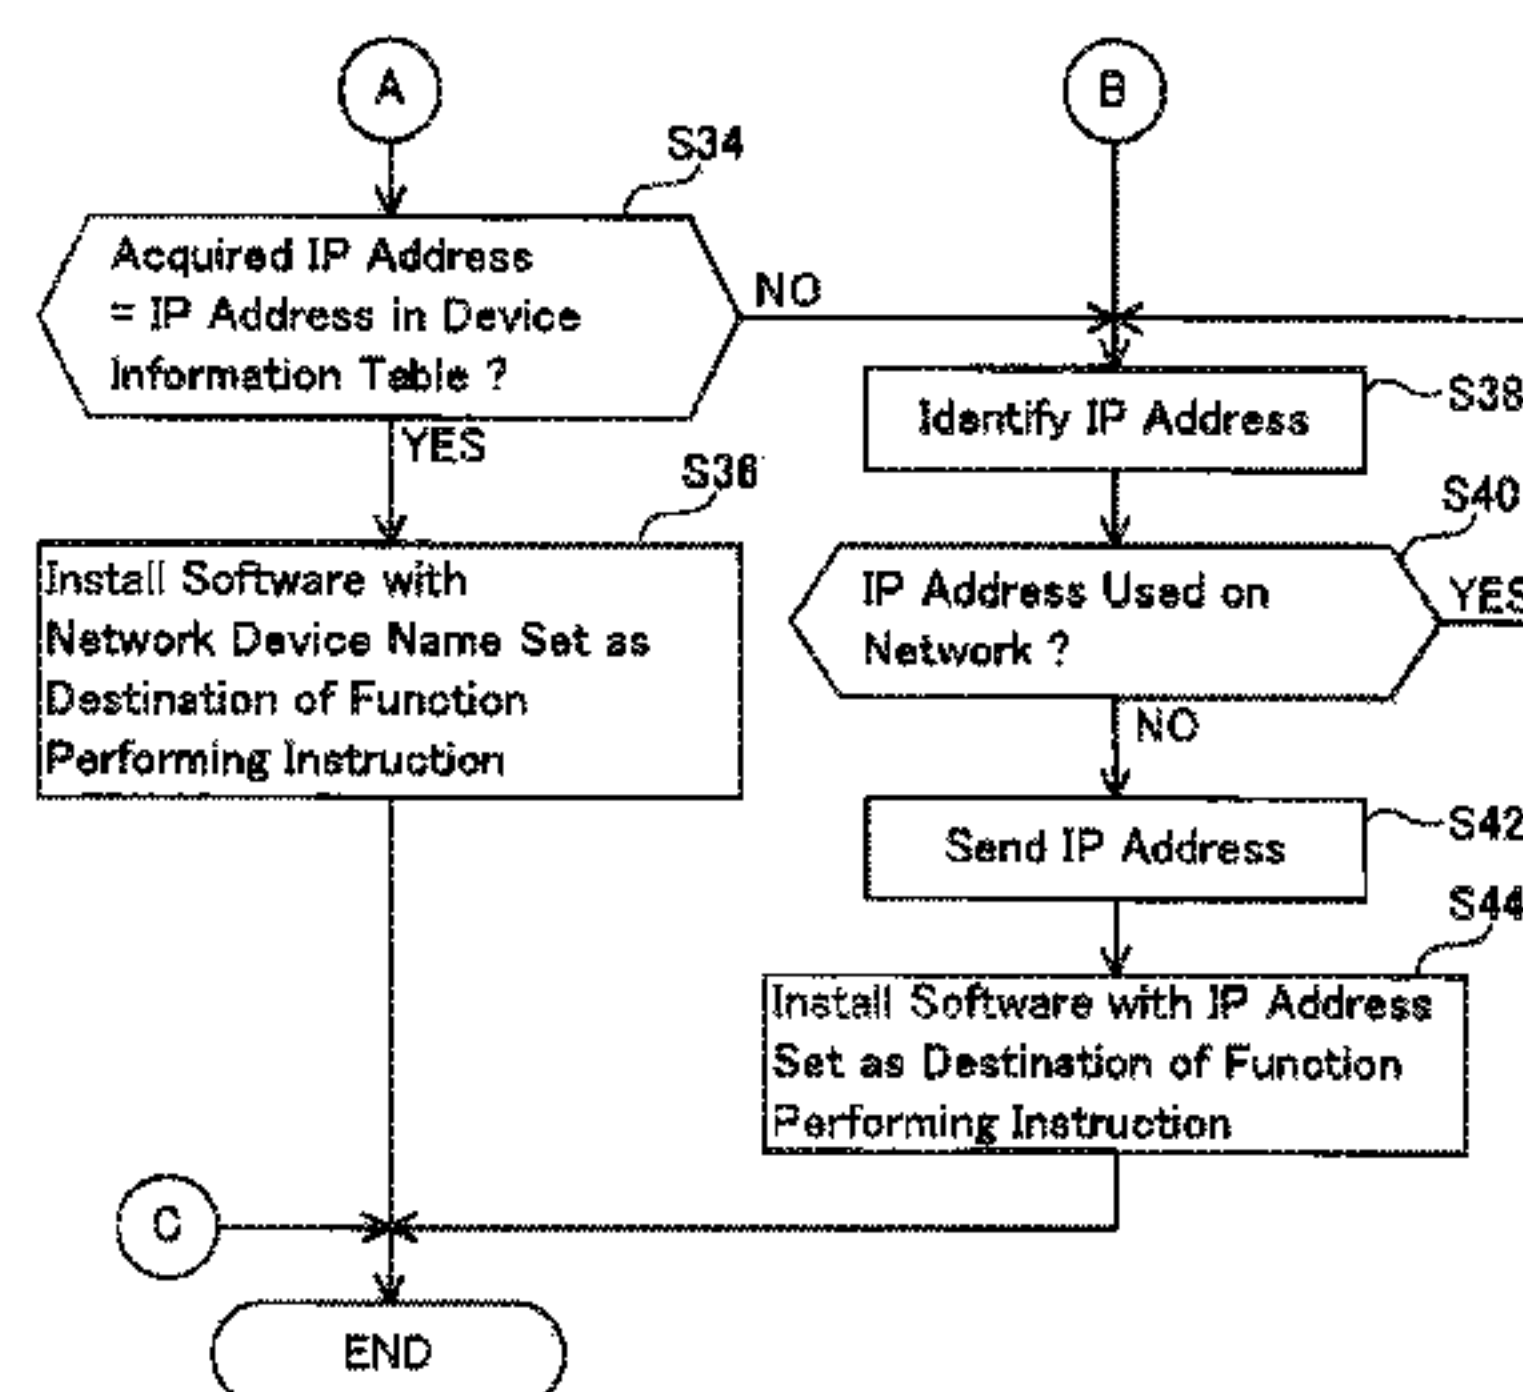 A
B
S34
Acquired IP Address
= IP Address in Device
Information Table ?
NO
YES
S36
Install Software with
Network Device Name Set as
Destination of Function
Performing Instruction
Identify IP Address
S38
S40
IP Address Used on
Network ?
YES
NO
Send IP Address
S42
S44
Install Software with IP Address
Set as Destination of Function
Performing Instruction
C
END